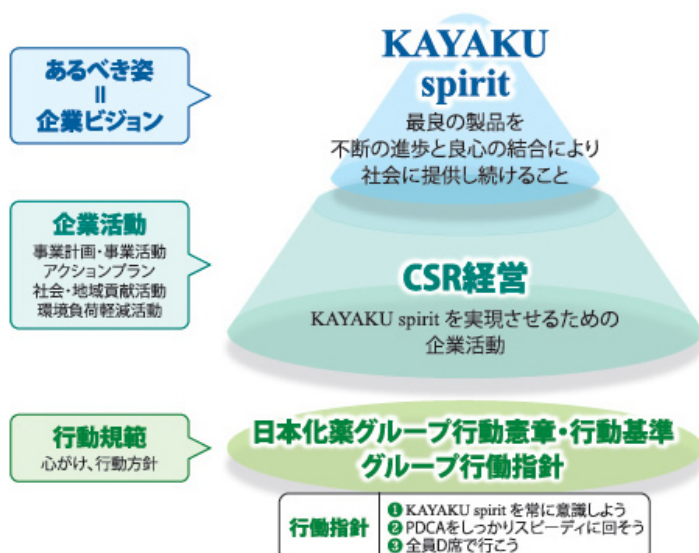 あるべき姿
||
企業ビジョン
KAYAKU
spirit
最良の製品を
不断の進歩と良心の結合により
社会に提供し続けること
企業活動
事業計画・事業活動
アクションプラン
社会・地域貢献活動
環境負荷軽減活動
CSR経営
KAYAKU spirit を実現させるための
企業活動
行動規範
心がけ、行動方針
日本化薬グループ行動憲章・行動基準
グループ行働指針
行働指針
❶ KAYAKU spirit を常に意識しよう
❷ PDCAをしっかりスピーディに回そう
❸ 全員D席で行こう